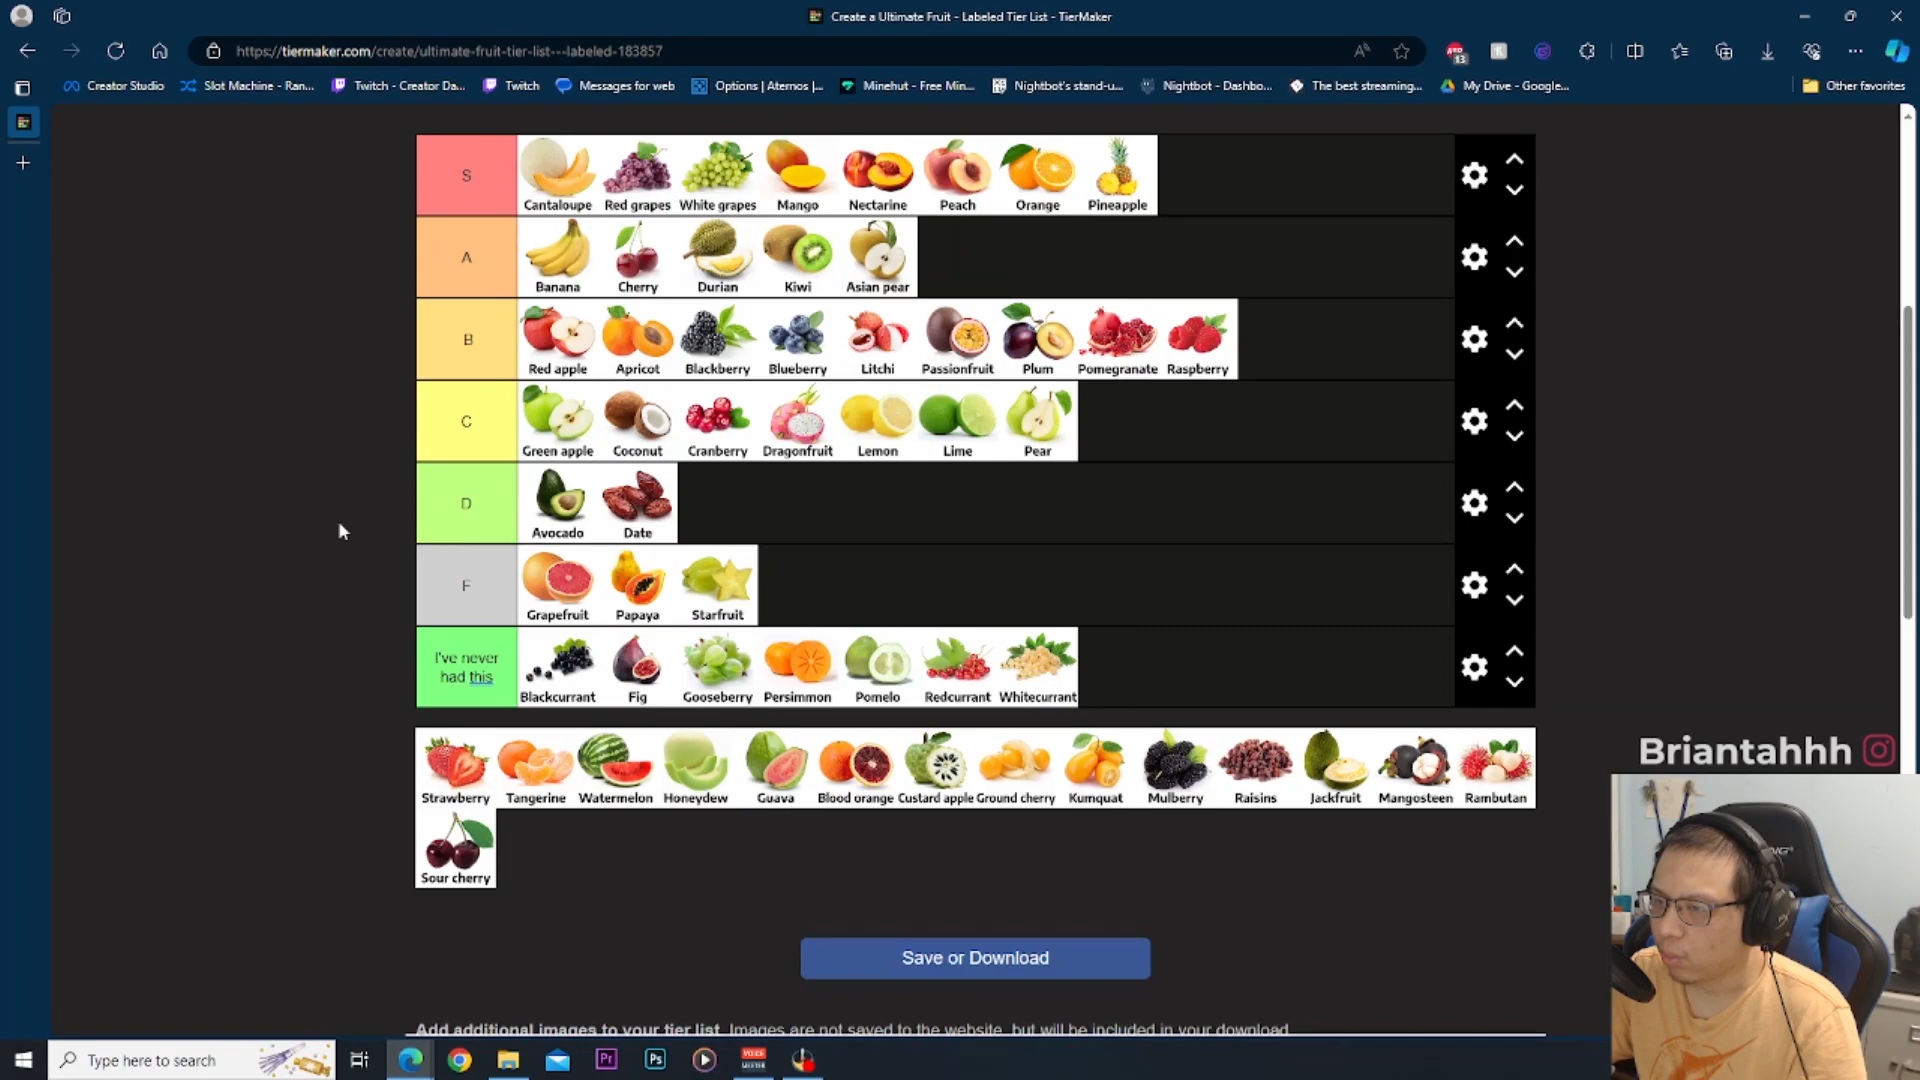 Create a Ultimate Fruit - Labeled Tier List - TierMaker
https://tiermaker.com/create/ultimate-fruit-tier-list---labeled-183857
13
Creator Studio
Slot Machine - Ran...
Twitch - Creator Da...
Twitch
Messages for web
Options | Aternos |...
Minehut - Free Min...
Nightbot's stand-u...
Nightbot - Dashbo...
The best streaming...
My Drive - Google...
Other favorites
S
Cantaloupe Red grapes White grapes Mango Nectarine Peach Orange Pineapple
A
Banana Cherry Durian Kiwi Asian pear
B
Red apple Apricot Blackberry Blueberry Litchi Passionfruit Plum Pomegranate Raspberry
C
Green apple Coconut Cranberry Dragonfruit Lemon Lime Pear
D
Avocado Date
F
Grapefruit Papaya Starfruit
I've never
had this
Blackcurrant Fig Gooseberry Persimmon Pomelo Redcurrant Whitecurrant
Strawberry Tangerine Watermelon Honeydew Guava Blood orange Custard apple Ground cherry Kumquat Mulberry Raisins Jackfruit Mangosteen Rambutan
Sour cherry
Briantahhh
Save or Download
Add additional images to your tier list. Images are not saved to the website, but will be included in your download
Type here to search
Pr
Ps